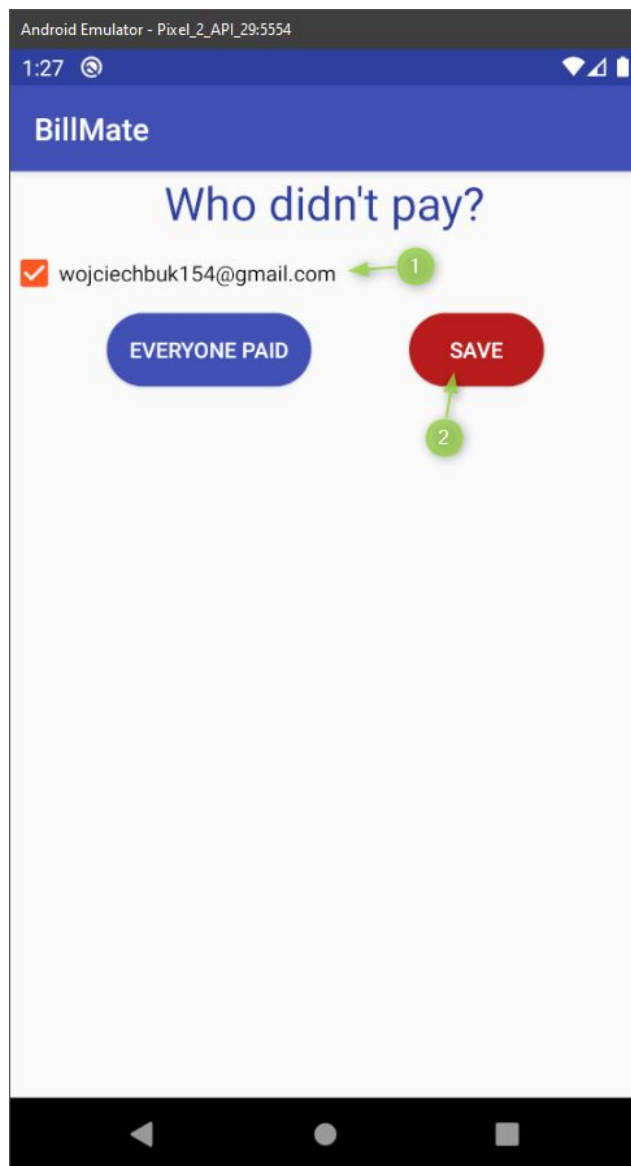 Android Emulator - Pixel_2_API_29:5554
1:27
BillMate
Who didn't pay?
wojciechbuk154@gmail.com 1
EVERYONE PAID SAVE
2